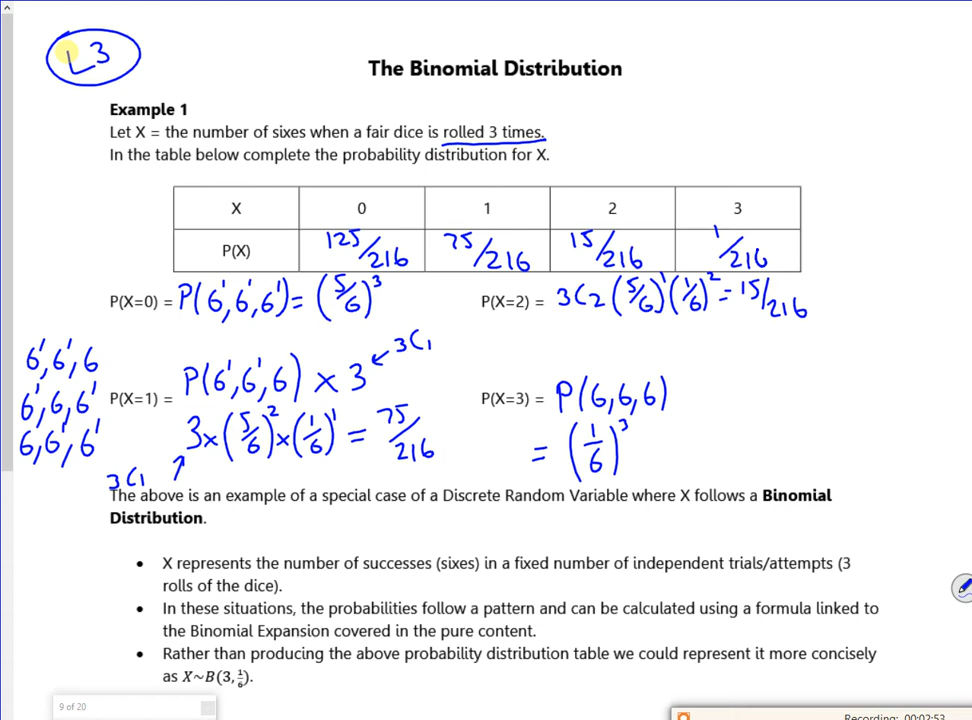 L3
The Binomial Distribution
Example 1
Let X = the number of sixes when a fair dice is rolled 3 times.
In the table below complete the probability distribution for X.
X 0 1 2 3
P(X) 125/216 75/216 15/216 1/216
P(X=0) = P(6',6',6') = (5/6)³
P(X=2) = 3C2 (5/6)¹(1/6)² = 15/216
6',6',6
6',6,6'
6,6',6'
P(X=1) = P(6',6',6) × 3 ← 3C1
3×(5/6)²×(1/6)¹ = 75/216
3C1
P(X=3) = P(6,6,6)
= (1/6)³
The above is an example of a special case of a Discrete Random Variable where X follows a Binomial
Distribution.
• X represents the number of successes (sixes) in a fixed number of independent trials/attempts (3
rolls of the dice).
• In these situations, the probabilities follow a pattern and can be calculated using a formula linked to
the Binomial Expansion covered in the pure content.
• Rather than producing the above probability distribution table we could represent it more concisely
as X~B(3, 1/6).
9 of 20
Recording: 00:02:53